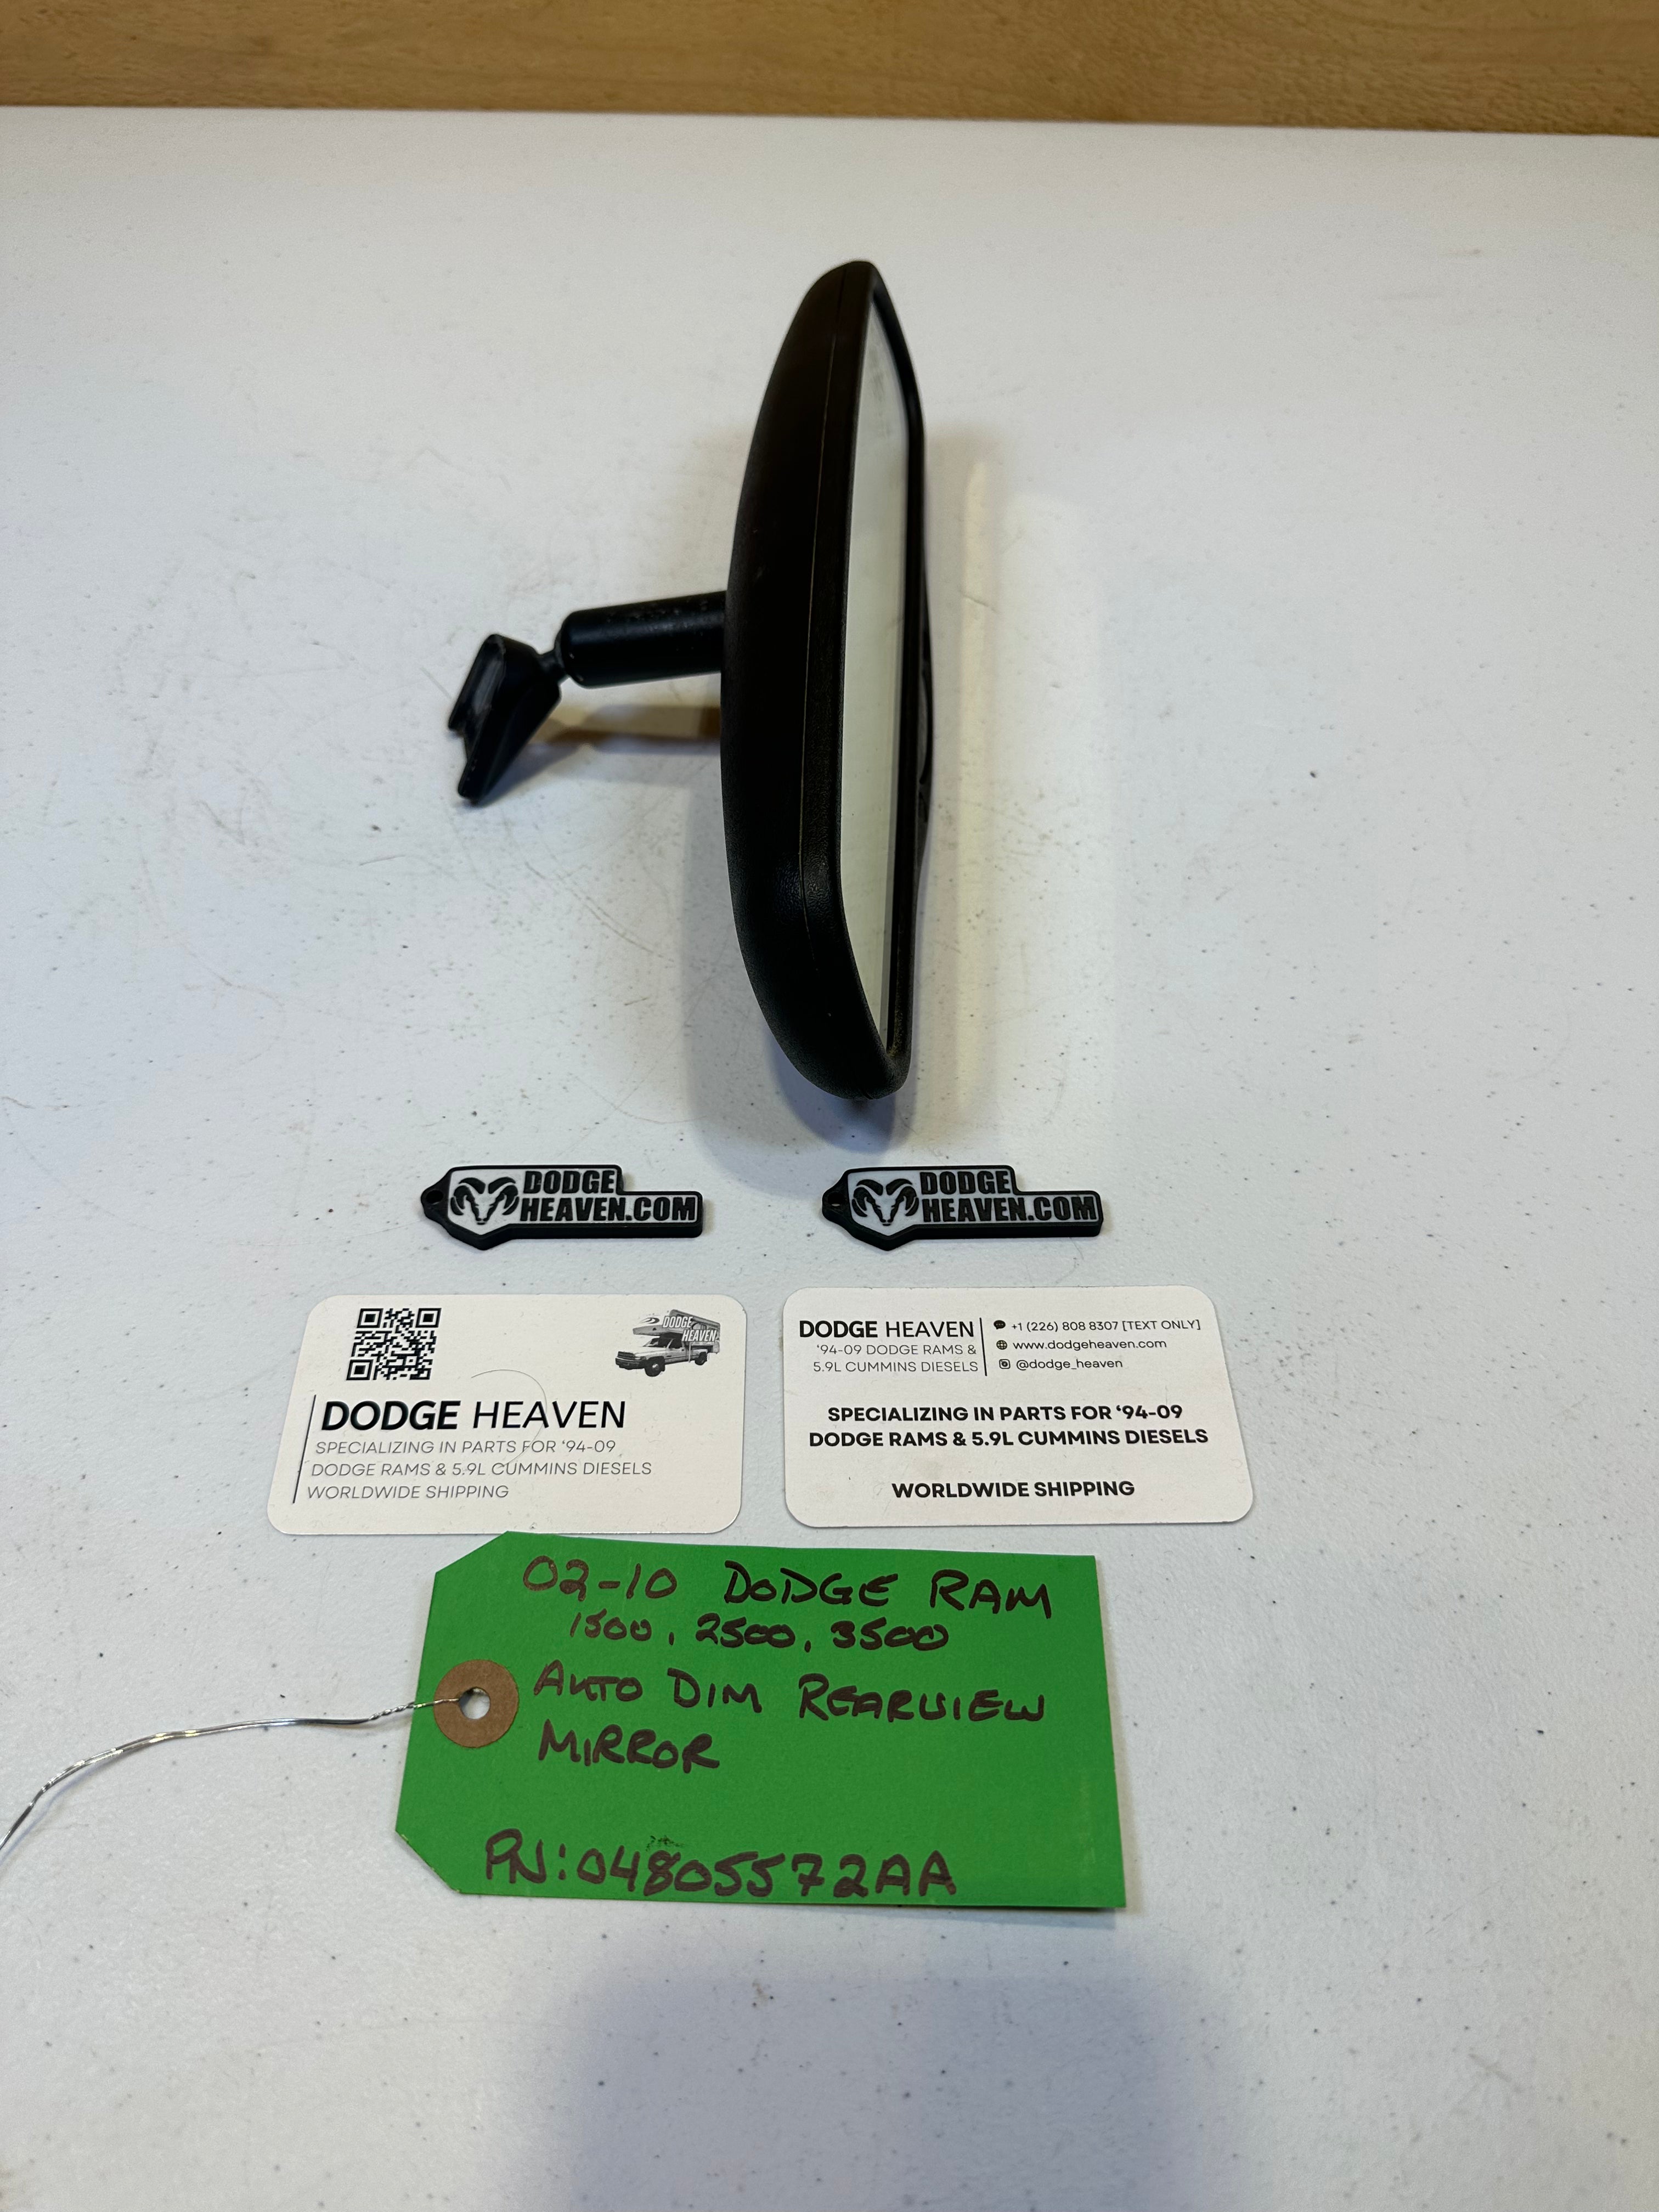 DODGE
HEAVEN.COM
DODGE
HEAVEN.COM
DODGE
HEAVEN
DODGE HEAVEN
SPECIALIZING IN PARTS FOR '94-09
DODGE RAMS & 5.9L CUMMINS DIESELS
WORLDWIDE SHIPPING
DODGE HEAVEN
'94-09 DODGE RAMS &
5.9L CUMMINS DIESELS
+1 (226) 808 8307 [TEXT ONLY]
www.dodgeheaven.com
@dodge_heaven
SPECIALIZING IN PARTS FOR '94-09
DODGE RAMS & 5.9L CUMMINS DIESELS
WORLDWIDE SHIPPING
02-10 DODGE RAM
1500, 2500, 3500
AUTO DIM REARVIEW
MIRROR
PN:04805572AA